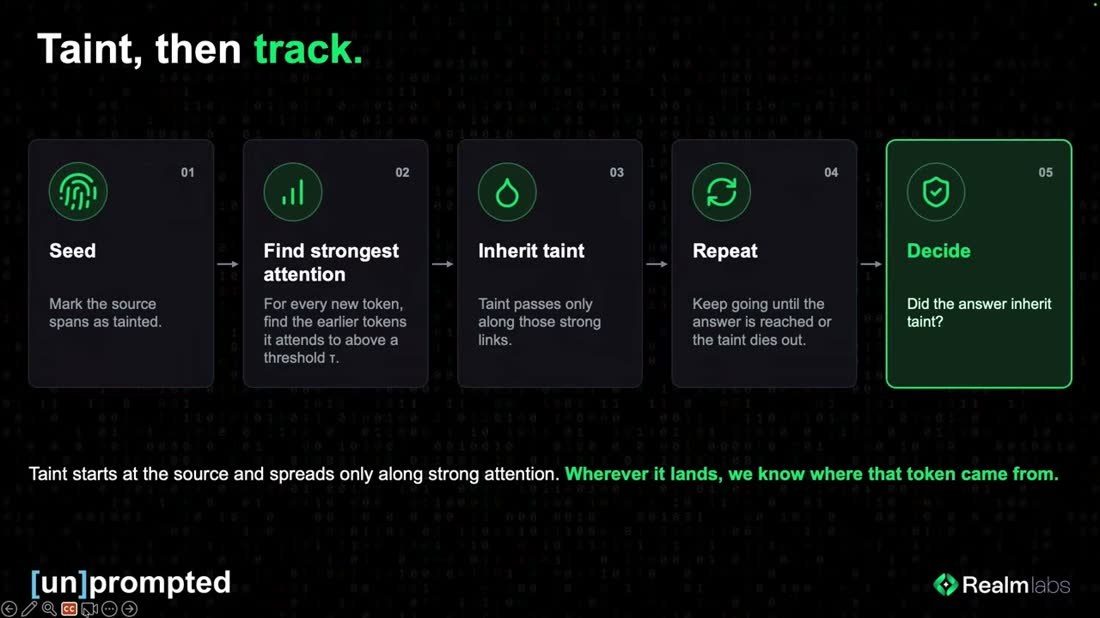 Taint, then track.
01
Seed
Mark the source
spans as tainted.
02
Find strongest
attention
For every new token,
find the earlier tokens
it attends to above a
threshold τ.
03
Inherit taint
Taint passes only
along those strong
links.
04
Repeat
Keep going until the
answer is reached or
the taint dies out.
05
Decide
Did the answer inherit
taint?
Taint starts at the source and spreads only along strong attention. Wherever it lands, we know where that token came from.
[un]prompted
Realmlabs
CC